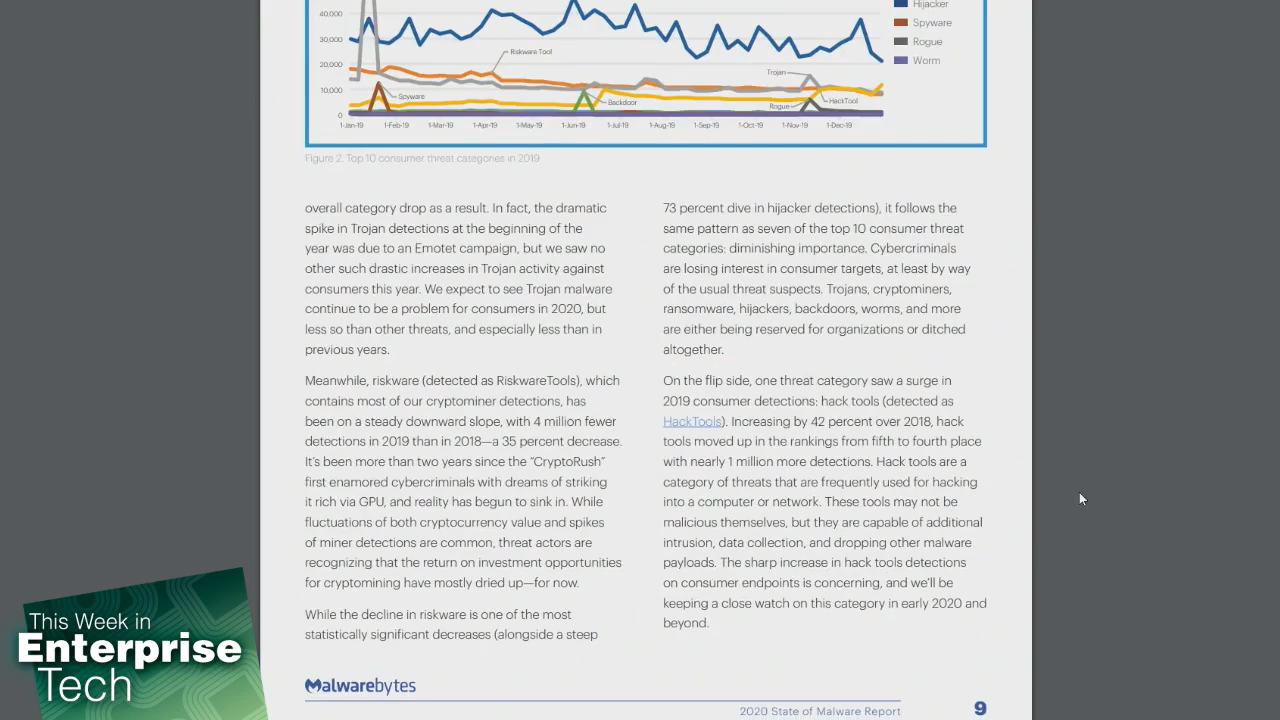 40,000
30,000
20,000
10,000
0
Riskware Tool
Spyware
Backdoor
Trojan
Rogue
HackTool
1-Jan-19 1-Feb-19 1-Mar-19 1-Apr-19 1-May-19 1-Jun-19 1-Jul-19 1-Aug-19 1-Sep-19 1-Oct-19 1-Nov-19 1-Dec-19
Hijacker
Spyware
Rogue
Worm
Figure 2. Top 10 consumer threat categories in 2019
overall category drop as a result. In fact, the dramatic
spike in Trojan detections at the beginning of the
year was due to an Emotet campaign, but we saw no
other such drastic increases in Trojan activity against
consumers this year. We expect to see Trojan malware
continue to be a problem for consumers in 2020, but
less so than other threats, and especially less than in
previous years.
Meanwhile, riskware (detected as RiskwareTools), which
contains most of our cryptominer detections, has
been on a steady downward slope, with 4 million fewer
detections in 2019 than in 2018—a 35 percent decrease.
It's been more than two years since the “CryptoRush”
first enamored cybercriminals with dreams of striking
it rich via GPU, and reality has begun to sink in. While
fluctuations of both cryptocurrency value and spikes
of miner detections are common, threat actors are
recognizing that the return on investment opportunities
for cryptomining have mostly dried up—for now.
While the decline in riskware is one of the most
statistically significant decreases (alongside a steep
73 percent dive in hijacker detections), it follows the
same pattern as seven of the top 10 consumer threat
categories: diminishing importance. Cybercriminals
are losing interest in consumer targets, at least by way
of the usual threat suspects. Trojans, cryptominers,
ransomware, hijackers, backdoors, worms, and more
are either being reserved for organizations or ditched
altogether.
On the flip side, one threat category saw a surge in
2019 consumer detections: hack tools (detected as
HackTools). Increasing by 42 percent over 2018, hack
tools moved up in the rankings from fifth to fourth place
with nearly 1 million more detections. Hack tools are a
category of threats that are frequently used for hacking
into a computer or network. These tools may not be
malicious themselves, but they are capable of additional
intrusion, data collection, and dropping other malware
payloads. The sharp increase in hack tools detections
on consumer endpoints is concerning, and we'll be
keeping a close watch on this category in early 2020 and
beyond.
Malwarebytes
2020 State of Malware Report
9
This Week in
Enterprise
Tech